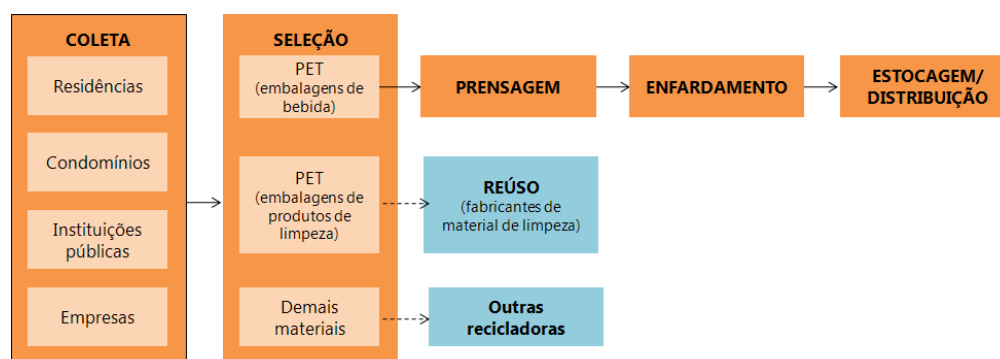 COLETA
Residências
Condomínios
Instituições
públicas
Empresas
SELEÇÃO
PET
(embalagens de
bebida)
PET
(embalagens de
produtos de
limpeza)
Demais
materiais
PRENSAGEM
ENFARDAMENTO
ESTOCAGEM/
DISTRIBUIÇÃO
REÚSO
(fabricantes de
material de limpeza)
Outras
recicladoras